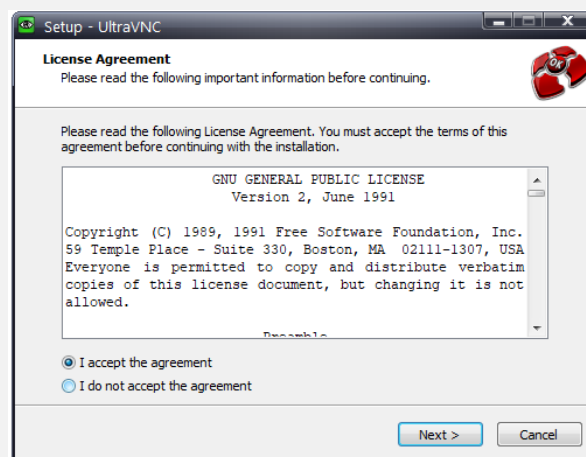 Setup - UltraVNC
License Agreement
Please read the following important information before continuing.
OK
Please read the following License Agreement. You must accept the terms of this
agreement before continuing with the installation.
GNU GENERAL PUBLIC LICENSE
Version 2, June 1991
Copyright (C) 1989, 1991 Free Software Foundation, Inc.
59 Temple Place - Suite 330, Boston, MA  02111-1307, USA
Everyone is permitted to copy and distribute verbatim
copies of this license document, but changing it is not
allowed.
Preamble
I accept the agreement
I do not accept the agreement
Next >
Cancel